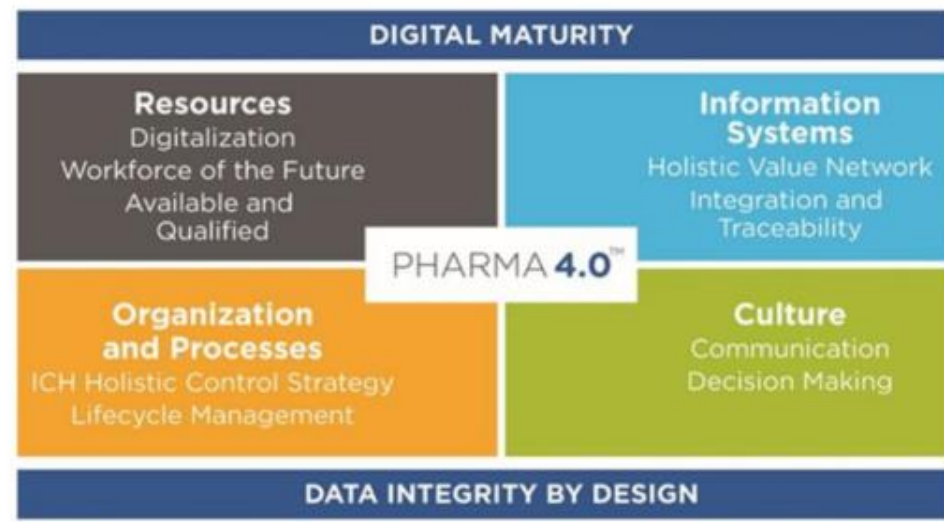 DIGITAL MATURITY
Resources
Digitalization
Workforce of the Future
Available and
Qualified
Information
Systems
Holistic Value Network
Integration and
Traceability
PHARMA 4.0™
Organization
and Processes
ICH Holistic Control Strategy
Lifecycle Management
Culture
Communication
Decision Making
DATA INTEGRITY BY DESIGN